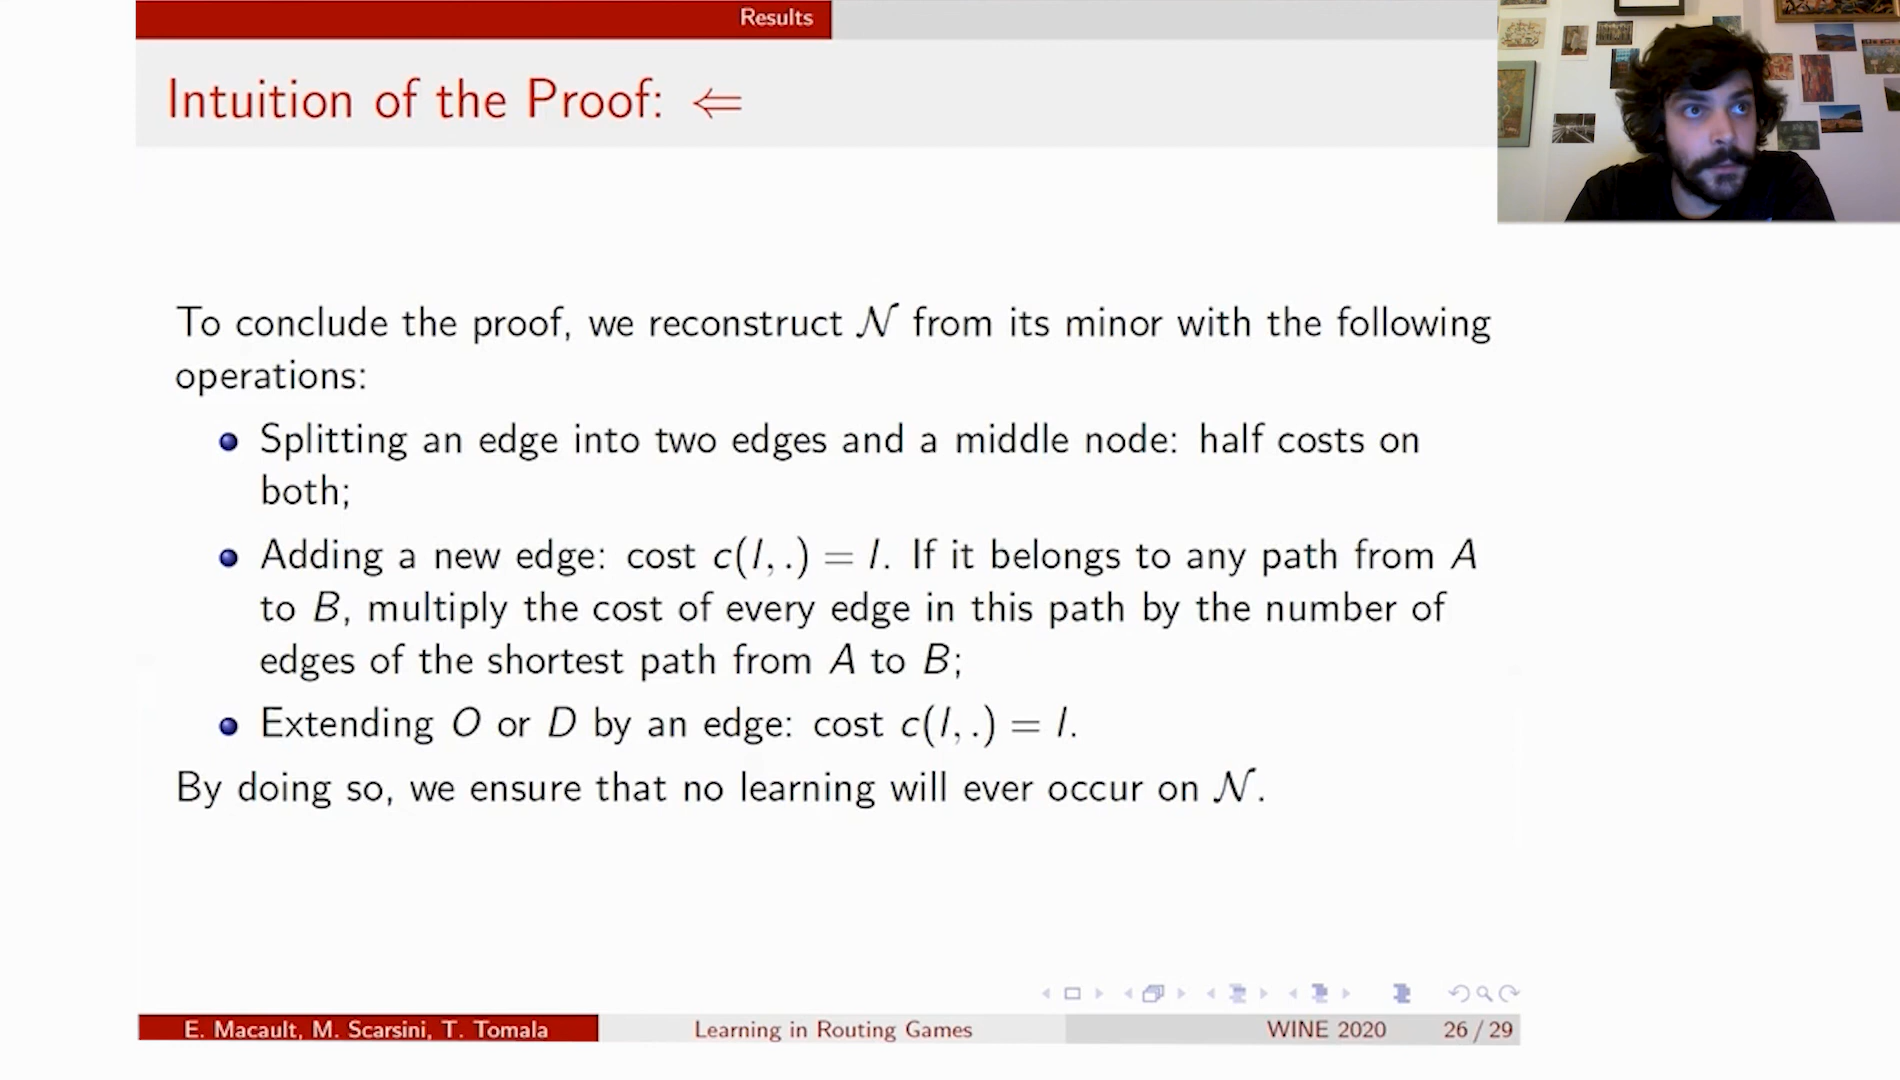 Results
Intuition of the Proof: ⇐
To conclude the proof, we reconstruct 𝒩 from its minor with the following
operations:
Splitting an edge into two edges and a middle node: half costs on
both;
Adding a new edge: cost c(l, .) = l. If it belongs to any path from A
to B, multiply the cost of every edge in this path by the number of
edges of the shortest path from A to B;
Extending O or D by an edge: cost c(l, .) = l.
By doing so, we ensure that no learning will ever occur on 𝒩.
E. Macault, M. Scarsini, T. Tomala
Learning in Routing Games
WINE 2020
26 / 29